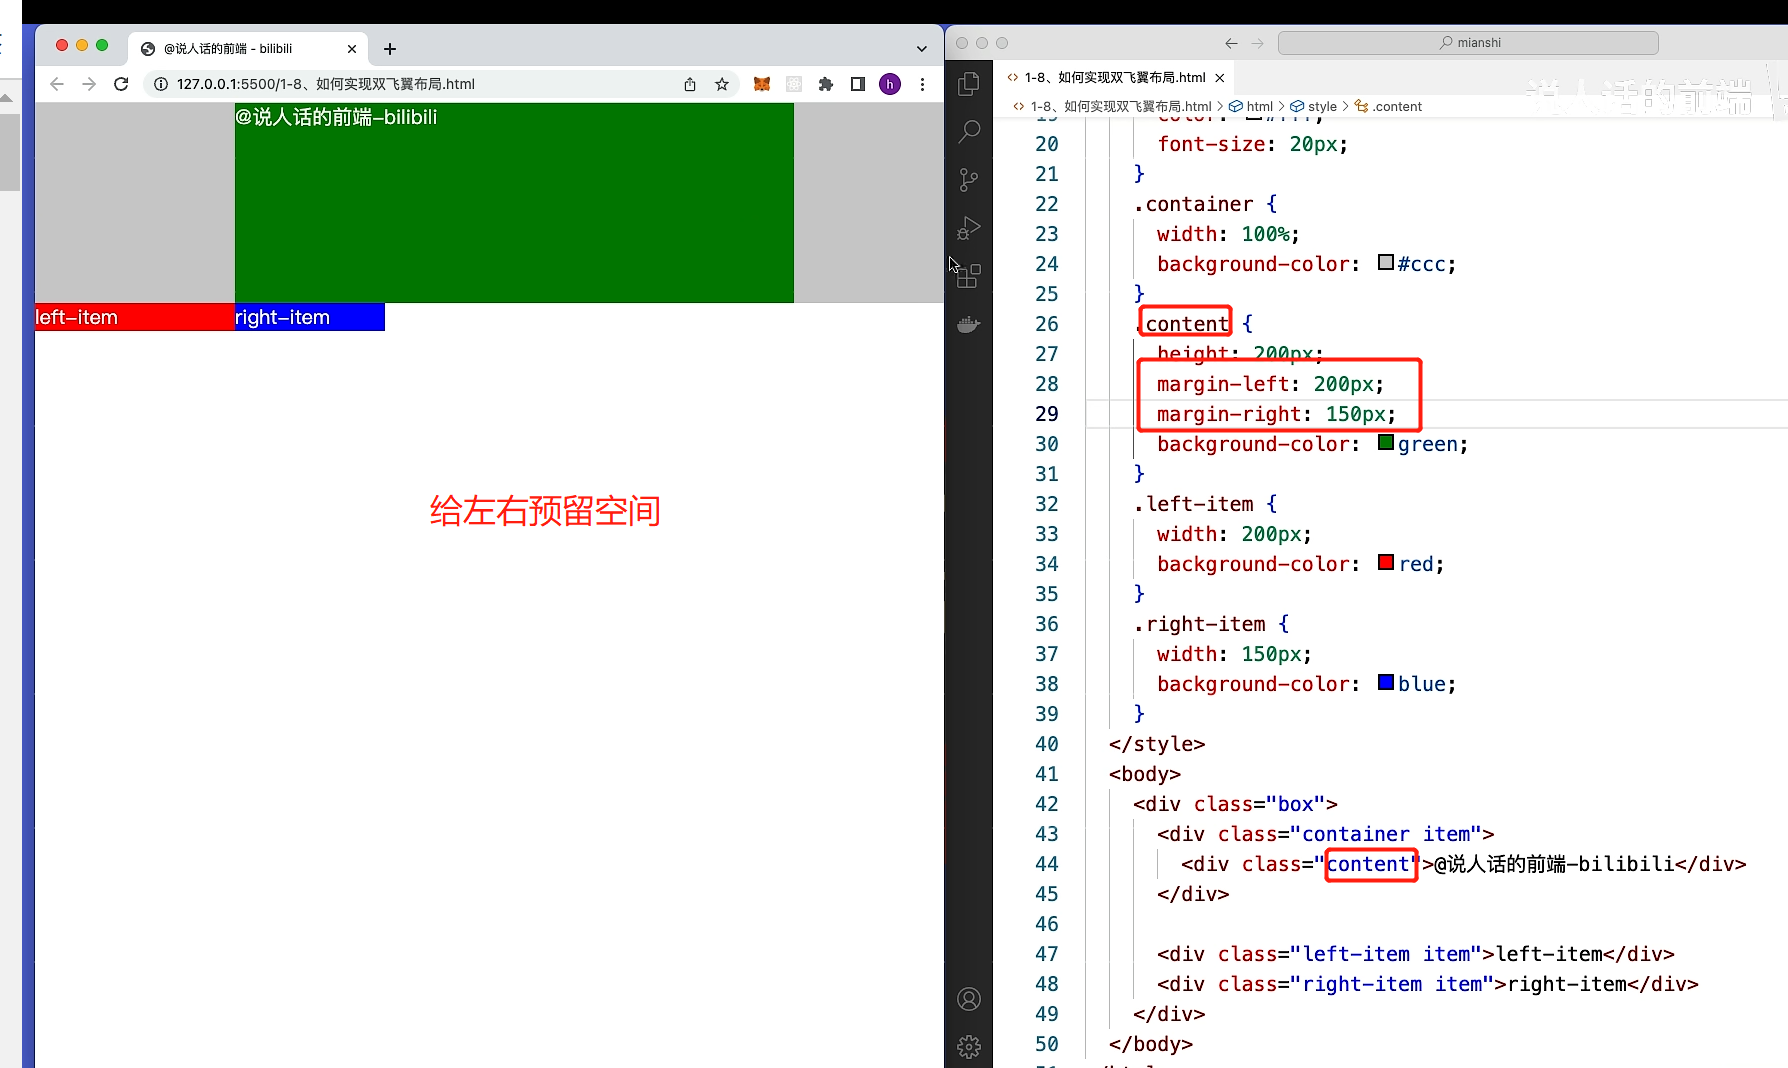 @说人话的前端 - bilibili
127.0.0.1:5500/1-8、如何实现双飞翼布局.html
h
@说人话的前端-bilibili
left-item
right-item
给左右预留空间
mianshi
1-8、如何实现双飞翼布局.html
1-8、如何实现双飞翼布局.html > html > style > .content
说人话的前端
19 color: #fff;
20 font-size: 20px;
21 }
22 .container {
23 width: 100%;
24 background-color: #ccc;
25 }
26 .content {
27 height: 200px;
28 margin-left: 200px;
29 margin-right: 150px;
30 background-color: green;
31 }
32 .left-item {
33 width: 200px;
34 background-color: red;
35 }
36 .right-item {
37 width: 150px;
38 background-color: blue;
39 }
40 </style>
41 <body>
42 <div class="box">
43 <div class="container item">
44 <div class="content">@说人话的前端-bilibili</div>
45 </div>
46
47 <div class="left-item item">left-item</div>
48 <div class="right-item item">right-item</div>
49 </div>
50 </body>